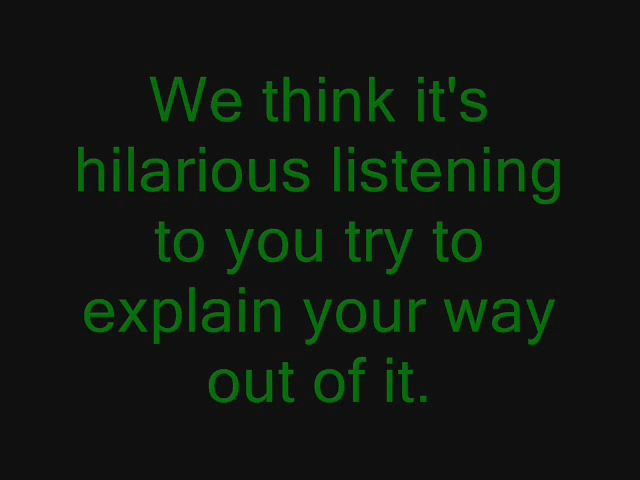 We think it's
hilarious listening
to you try to
explain your way
out of it.